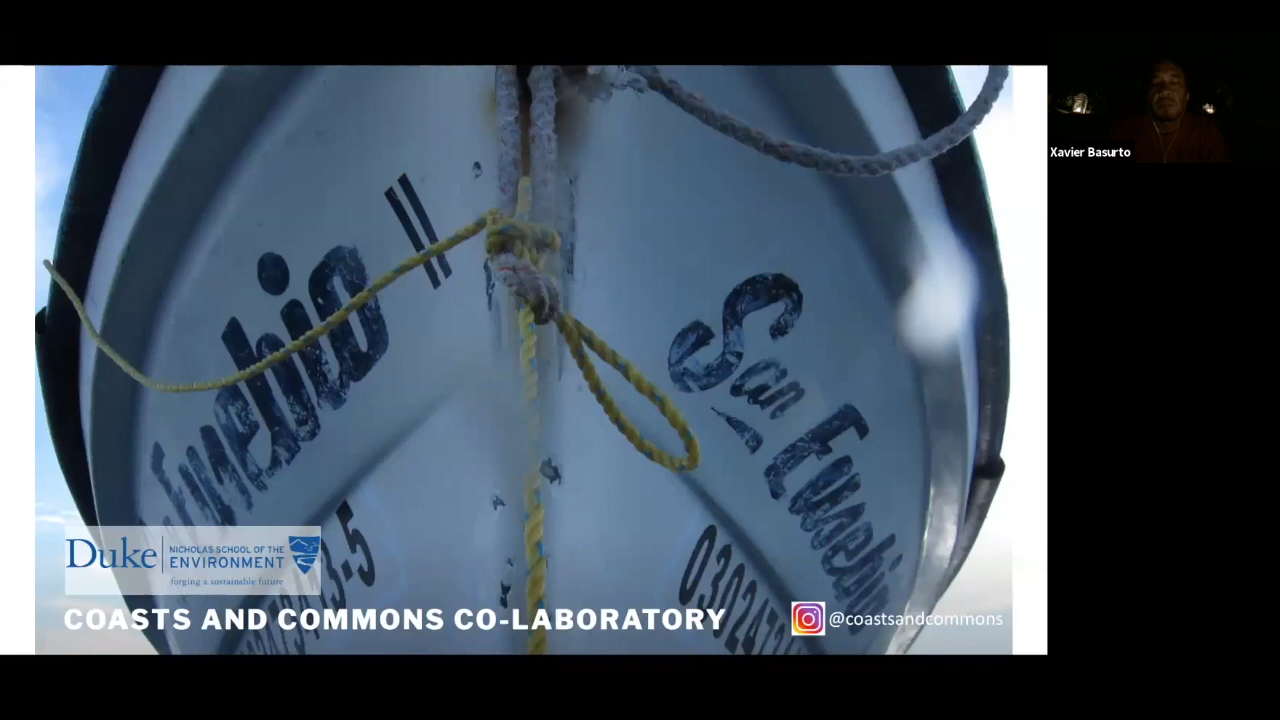 Xavier Basurto
Eusebio II
San Eusebio
Duke
NICHOLAS SCHOOL OF THE
ENVIRONMENT
forging a sustainable future
COASTS AND COMMONS CO-LABORATORY
@coastsandcommons